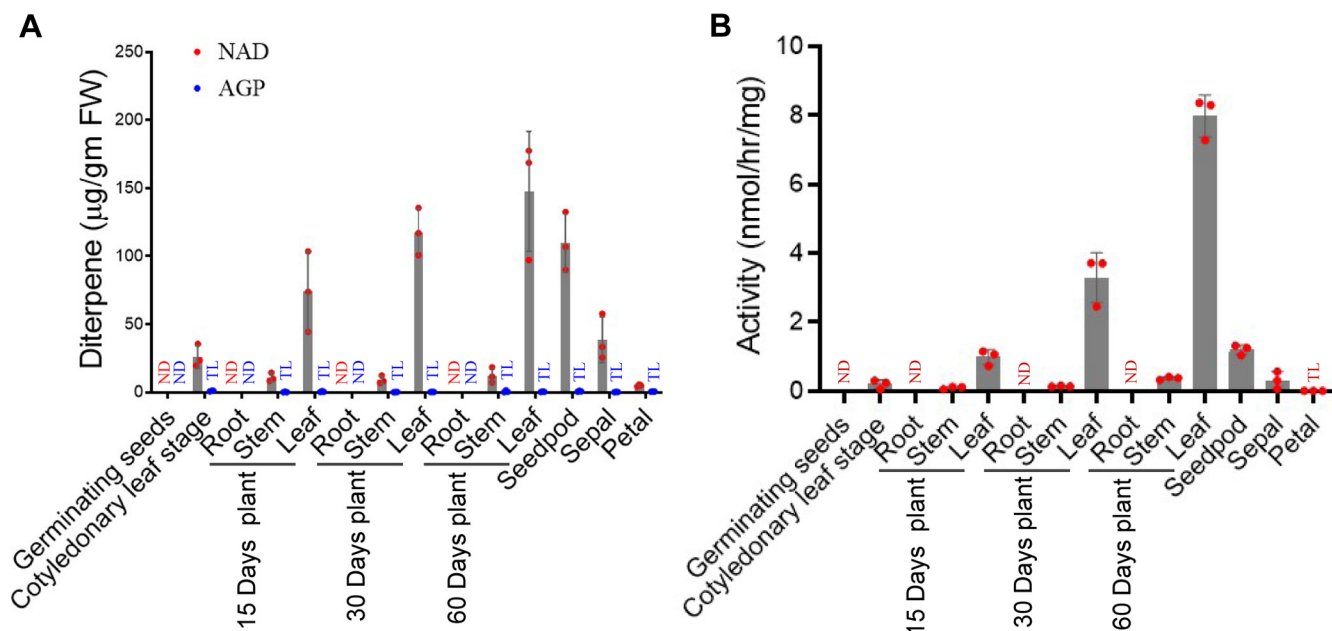 A
Diterpene (µg/gm FW)
250
200
150
100
50
0
NAD
AGP
ND
ND
TL
ND
ND
TL
TL
ND
ND
TL
TL
ND
ND
TL
TL
TL
TL
TL
Germinating seeds
Cotyledonary leaf stage
Root
Stem
Leaf
Root
Stem
Leaf
Root
Stem
Leaf
Seedpod
Sepal
Petal
15 Days plant
30 Days plant
60 Days plant
B
Activity (nmol/hr/mg)
10
8
6
4
2
0
ND
ND
ND
ND
TL
Germinating seeds
Cotyledonary leaf stage
Root
Stem
Leaf
Root
Stem
Leaf
Root
Stem
Leaf
Seedpod
Sepal
Petal
15 Days plant
30 Days plant
60 Days plant